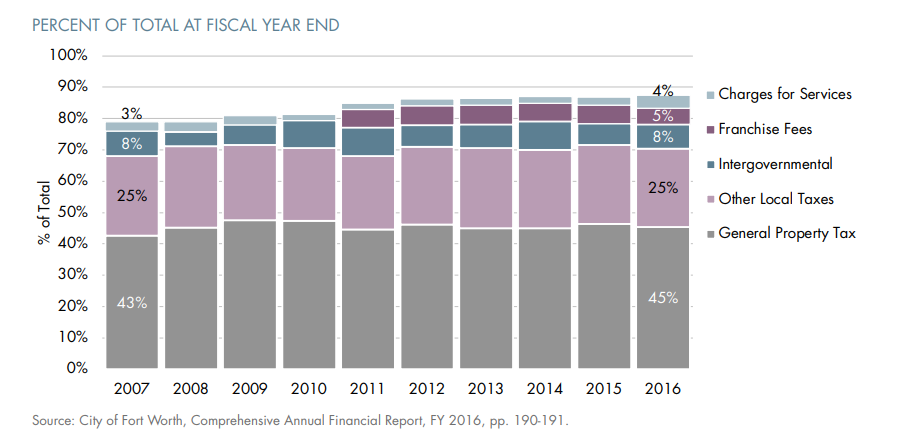 PERCENT OF TOTAL AT FISCAL YEAR END
100%
90%
80%
70%
60%
50%
40%
30%
20%
10%
0%
% of Total
3%
8%
25%
43%
4%
5%
8%
25%
45%
2007 2008 2009 2010 2011 2012 2013 2014 2015 2016
Charges for Services
Franchise Fees
Intergovernmental
Other Local Taxes
General Property Tax
Source: City of Fort Worth, Comprehensive Annual Financial Report, FY 2016, pp. 190-191.